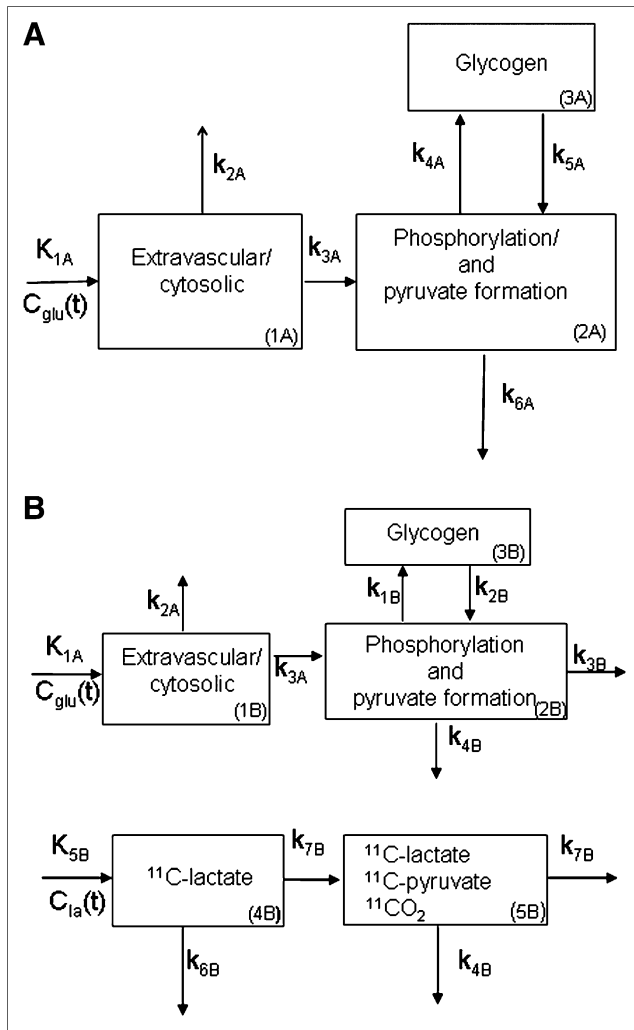 A
Glycogen
(3A)
k4A
k5A
k2A
K1A
Cglu(t)
Extravascular/
cytosolic
(1A)
k3A
Phosphorylation/
and
pyruvate formation
(2A)
k6A
B
Glycogen
(3B)
k1B
k2B
k2A
K1A
Cglu(t)
Extravascular/
cytosolic
(1B)
k3A
Phosphorylation
and
pyruvate formation
(2B)
k3B
k4B
K5B
Cla(t)
11C-lactate
(4B)
k7B
11C-lactate
11C-pyruvate
11CO2
(5B)
k7B
k6B
k4B